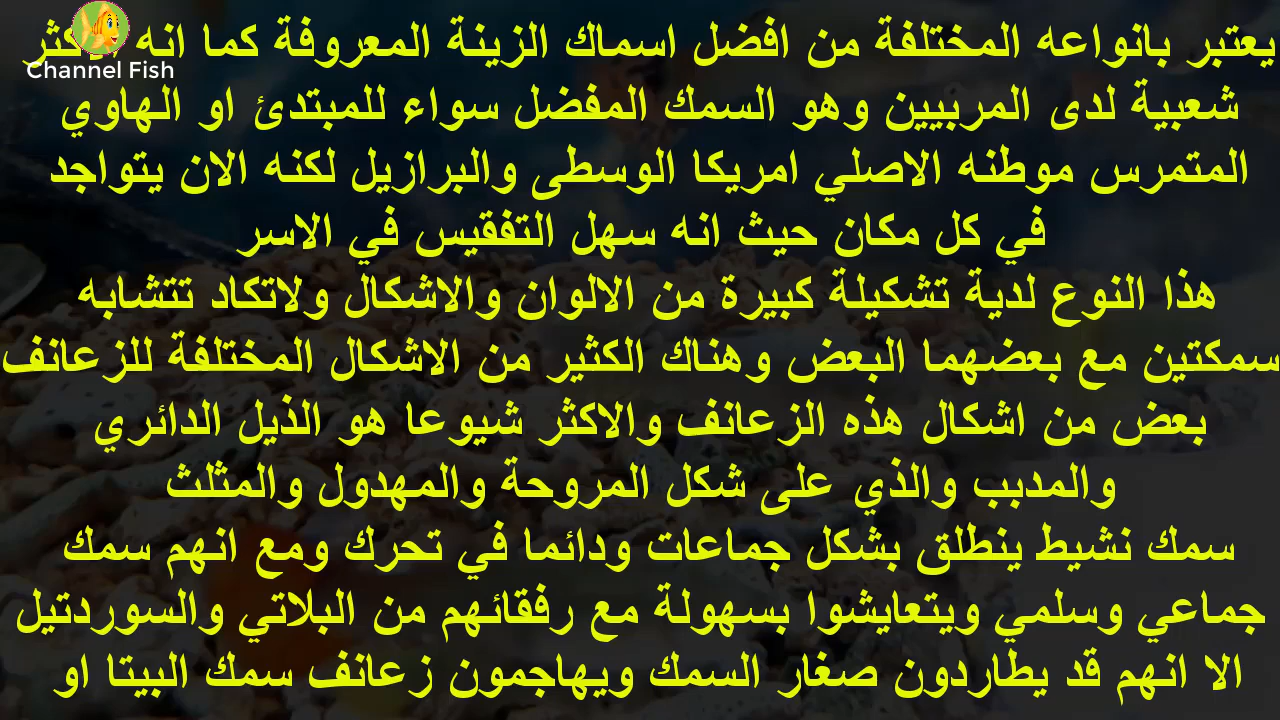 يعتبر بانواعه المختلفة من افضل اسماك الزينة المعروفة كما انه
Channel Fish
شعبية لدى المربيين وهو السمك المفضل سواء للمبتدئ او الهاوي
المتمرس موطنه الاصلي امريكا الوسطى والبرازيل لكنه الان يتواجد
في كل مكان حيث انه سهل التفقيس في الاسر
هذا النوع لدية تشكيلة كبيرة من الالوان والاشكال ولاتكاد تتشابه
سمكتين مع بعضهما البعض وهناك الكثير من الاشكال المختلفة للزعانف
بعض من اشكال هذه الزعانف والاكثر شيوعا هو الذيل الدائري
والمدبب والذي على شكل المروحة والمهدول والمثلث
سمك نشيط ينطلق بشكل جماعات ودائما في تحرك ومع انهم سمك
جماعي وسلمي ويتعايشوا بسهولة مع رفقائهم من البلاتي والسوردتيل
الا انهم قد يطاردون صغار السمك ويهاجمون زعانف سمك البيتا او